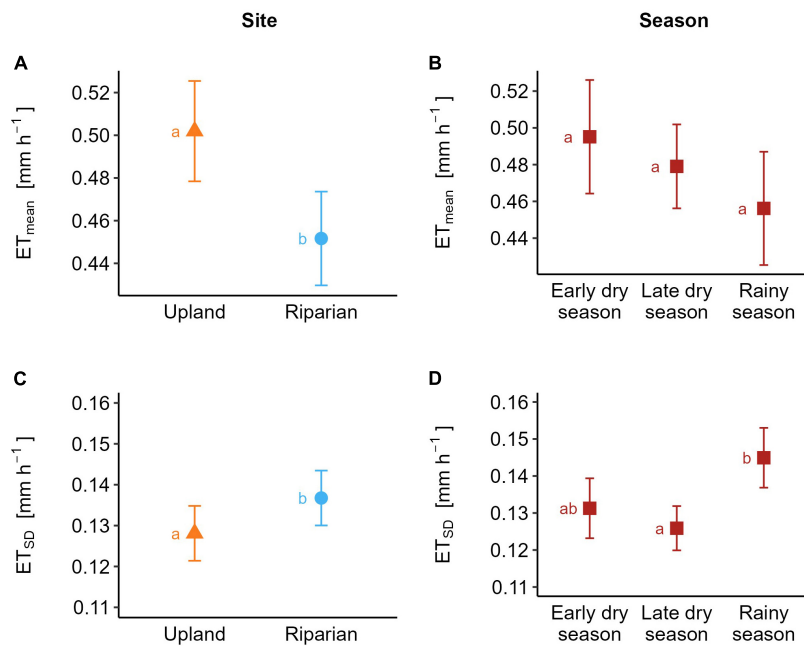 Site
Season
A
ETmean [mm h−1]
0.52
0.50
0.48
0.46
0.44
a
b
Upland
Riparian
B
ETmean [mm h−1]
0.52
0.50
0.48
0.46
0.44
a
a
a
Early dry
season
Late dry
season
Rainy
season
C
ETSD [mm h−1]
0.16
0.15
0.14
0.13
0.12
0.11
a
b
Upland
Riparian
D
ETSD [mm h−1]
0.16
0.15
0.14
0.13
0.12
0.11
ab
a
b
Early dry
season
Late dry
season
Rainy
season